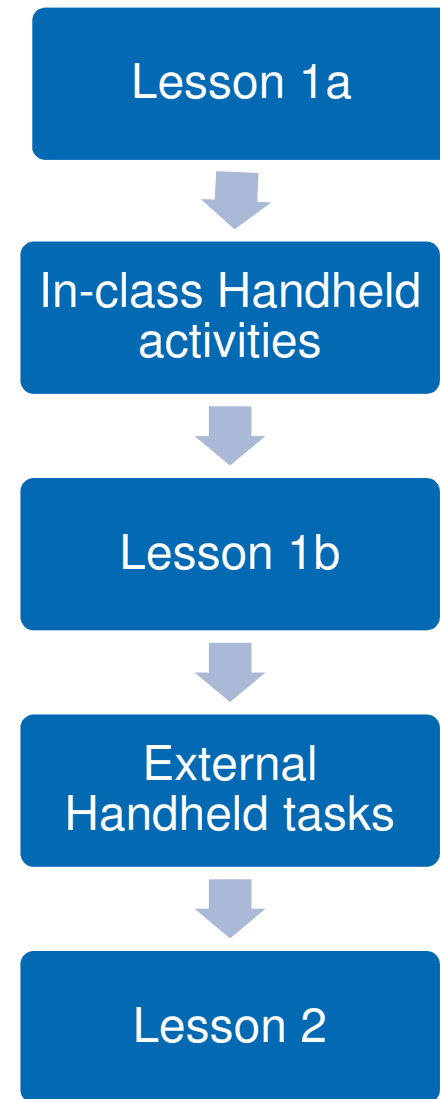 Lesson 1a
In-class Handheld
activities
Lesson 1b
External
Handheld tasks
Lesson 2